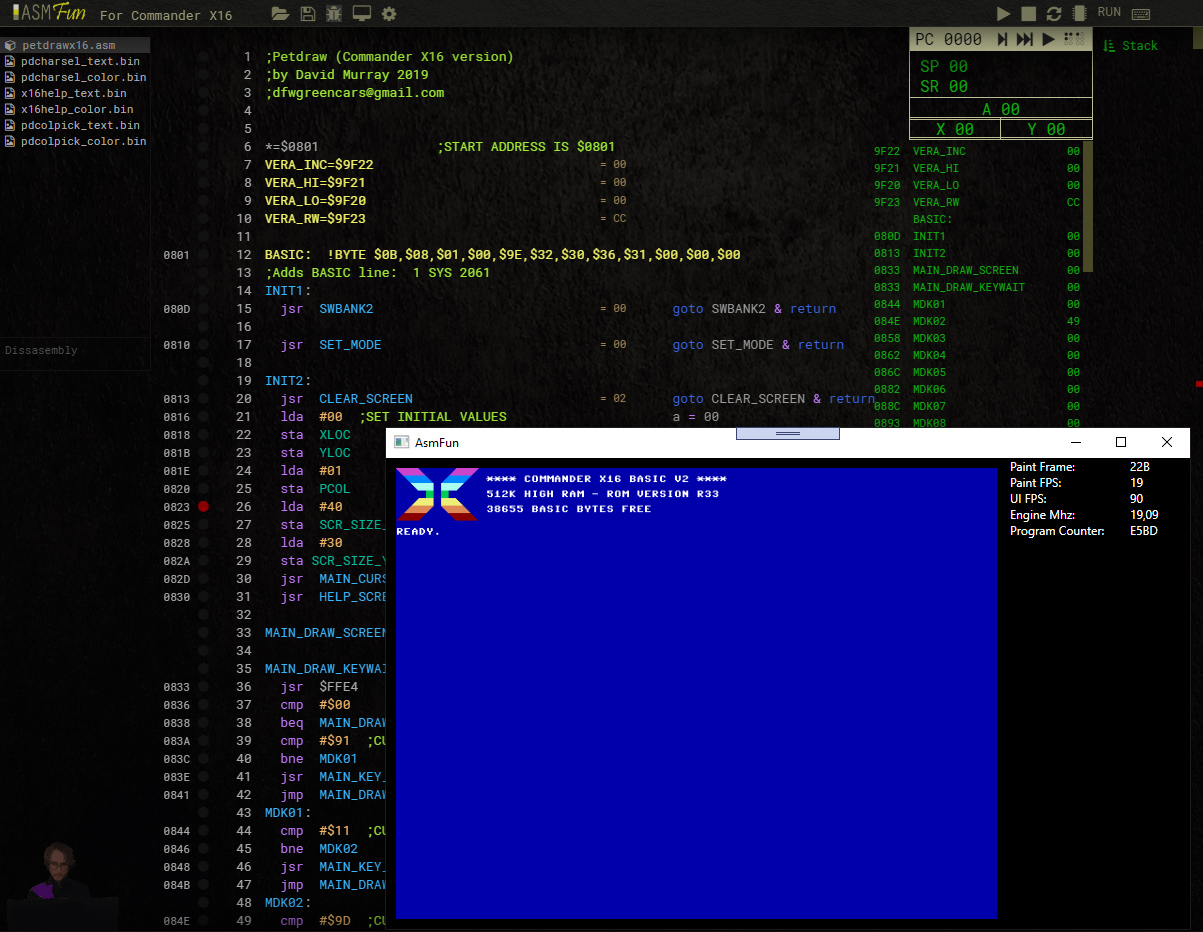 ASM Fun For Commander X16 RUN
petdrawx16.asm
pdcharsel_text.bin
pdcharsel_color.bin
x16help_text.bin
x16help_color.bin
pdcolpick_text.bin
pdcolpick_color.bin
Dissasembly
1 ;Petdraw (Commander X16 version)
2 ;by David Murray 2019
3 ;dfwgreencars@gmail.com
4
5
6 *=$0801 ;START ADDRESS IS $0801
7 VERA_INC=$9F22 = 00
8 VERA_HI=$9F21 = 00
9 VERA_LO=$9F20 = 00
10 VERA_RW=$9F23 = CC
11
0801 12 BASIC: !BYTE $0B,$08,$01,$00,$9E,$32,$30,$36,$31,$00,$00,$00
13 ;Adds BASIC line: 1 SYS 2061
14 INIT1:
080D 15 jsr SWBANK2 = 00 goto SWBANK2 & return
16
0810 17 jsr SET_MODE = 00 goto SET_MODE & return
18
19 INIT2:
0813 20 jsr CLEAR_SCREEN = 02 goto CLEAR_SCREEN & return
0816 21 lda #00 ;SET INITIAL VALUES a = 00
0818 22 sta XLOC
081B 23 sta YLOC
081E 24 lda #01
0820 25 sta PCOL
0823 26 lda #40
0825 27 sta SCR_SIZE_
0828 28 lda #30
082A 29 sta SCR_SIZE_Y
082D 30 jsr MAIN_CURS
0830 31 jsr HELP_SCRE
32
33 MAIN_DRAW_SCREEN
34
35 MAIN_DRAW_KEYWAI
0833 36 jsr $FFE4
0836 37 cmp #$00
0838 38 beq MAIN_DRAW
083A 39 cmp #$91 ;CU
083C 40 bne MDK01
083E 41 jsr MAIN_KEY_
0841 42 jmp MAIN_DRAW
43 MDK01:
0844 44 cmp #$11 ;CU
0846 45 bne MDK02
0848 46 jsr MAIN_KEY_
084B 47 jmp MAIN_DRAW
48 MDK02:
084E 49 cmp #$9D ;CU
PC 0000
SP 00
SR 00
A 00
X 00 Y 00
Stack
9F22 VERA_INC 00
9F21 VERA_HI 00
9F20 VERA_LO 00
9F23 VERA_RW CC
BASIC:
080D INIT1 00
0813 INIT2 00
0833 MAIN_DRAW_SCREEN 00
0833 MAIN_DRAW_KEYWAIT 00
0844 MDK01 00
084E MDK02 49
0858 MDK03 00
0862 MDK04 00
086C MDK05 00
0882 MDK06 00
088C MDK07 00
0893 MDK08 00
AsmFun
**** COMMANDER X16 BASIC V2 ****
512K HIGH RAM - ROM VERSION R33
38655 BASIC BYTES FREE
READY.
Paint Frame: 22B
Paint FPS: 19
UI FPS: 90
Engine Mhz: 19,09
Program Counter: E5BD